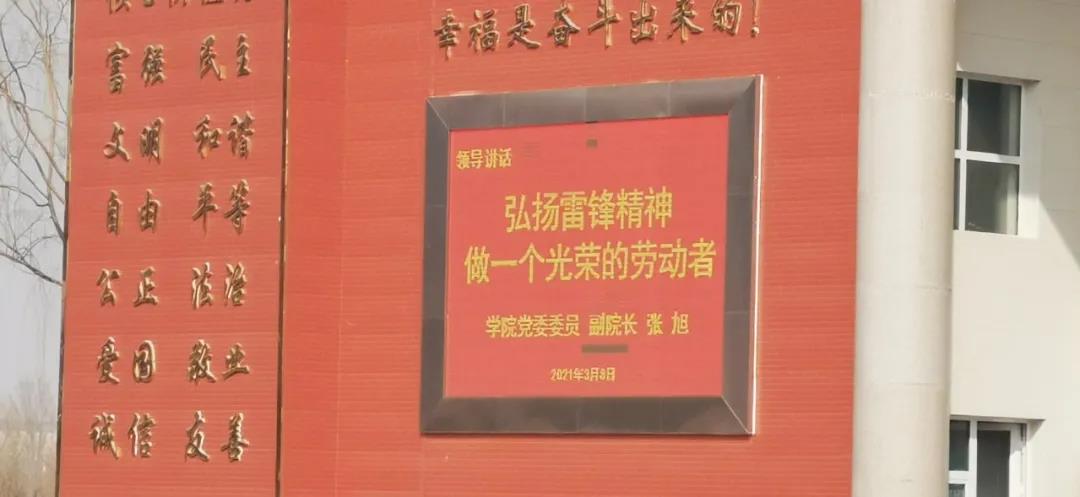 富强 民主
文明 和谐
自由 平等
公正 法治
爱国 敬业
诚信 友善
幸福是奋斗出来的!
领导讲话
弘扬雷锋精神
做一个光荣的劳动者
学院党委委员 副院长 张 旭
2021年3月8日